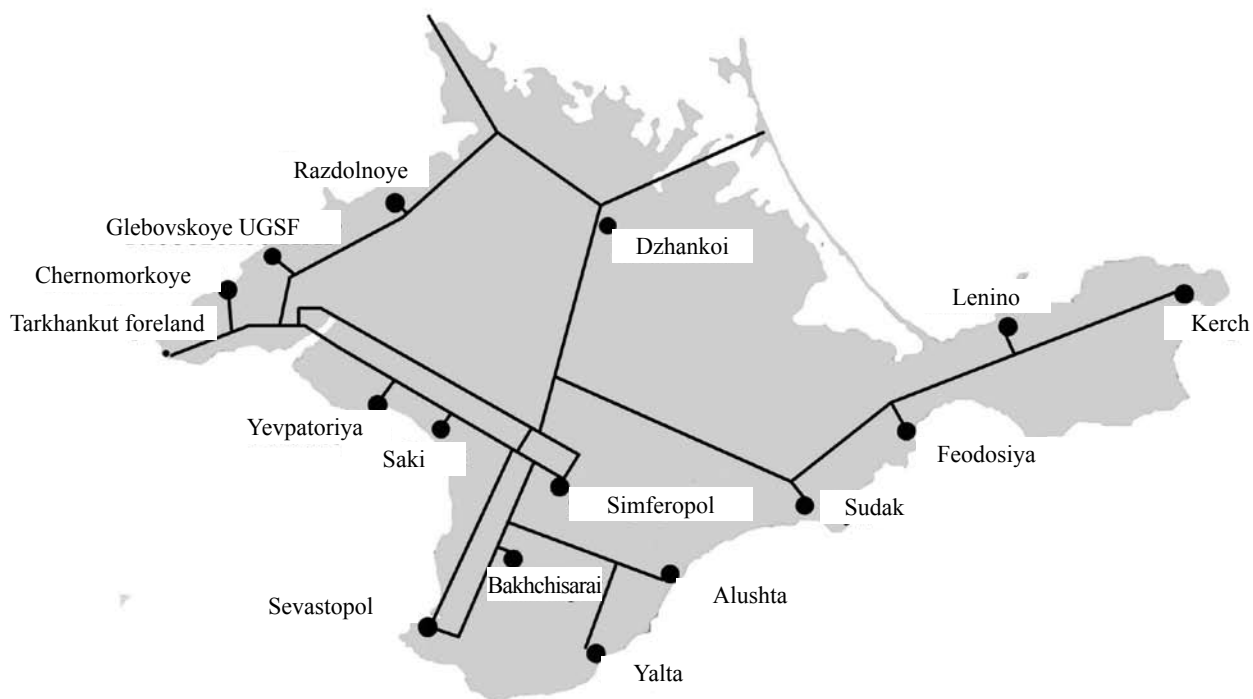 Razdolnoye
Glebovskoye UGSF
Dzhankoi
Chernomorkoye
Lenino
Tarkhankut foreland
Kerch
Yevpatoriya
Saki
Feodosiya
Simferopol
Sudak
Bakhchisarai
Alushta
Sevastopol
Yalta